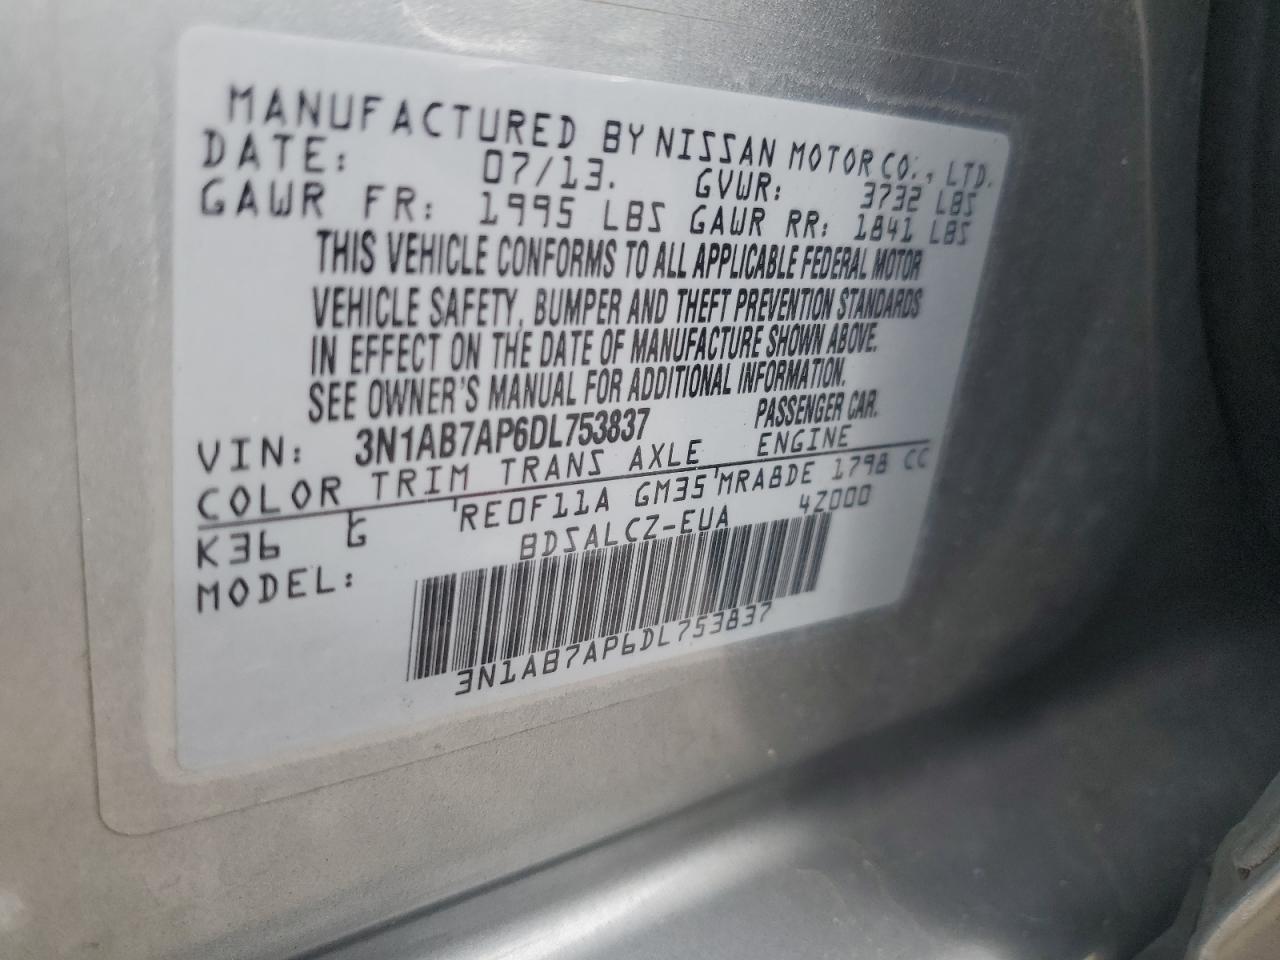 MANUFACTURED BY NISSAN MOTOR CO., LTD.
DATE: 07/13. GVWR: 3732 LBS
GAWR FR: 1995 LBS GAWR RR: 1841 LBS
THIS VEHICLE CONFORMS TO ALL APPLICABLE FEDERAL MOTOR
VEHICLE SAFETY, BUMPER AND THEFT PREVENTION STANDARDS
IN EFFECT ON THE DATE OF MANUFACTURE SHOWN ABOVE.
SEE OWNER'S MANUAL FOR ADDITIONAL INFORMATION.
VIN: 3N1AB7AP6DL753837 PASSENGER CAR.
COLOR TRIM TRANS AXLE ENGINE
K36 G RE0F11A GM35 MRA8DE 1798 CC
MODEL: BDSALCZ-EUA 4Z000
3N1AB7AP6DL753837